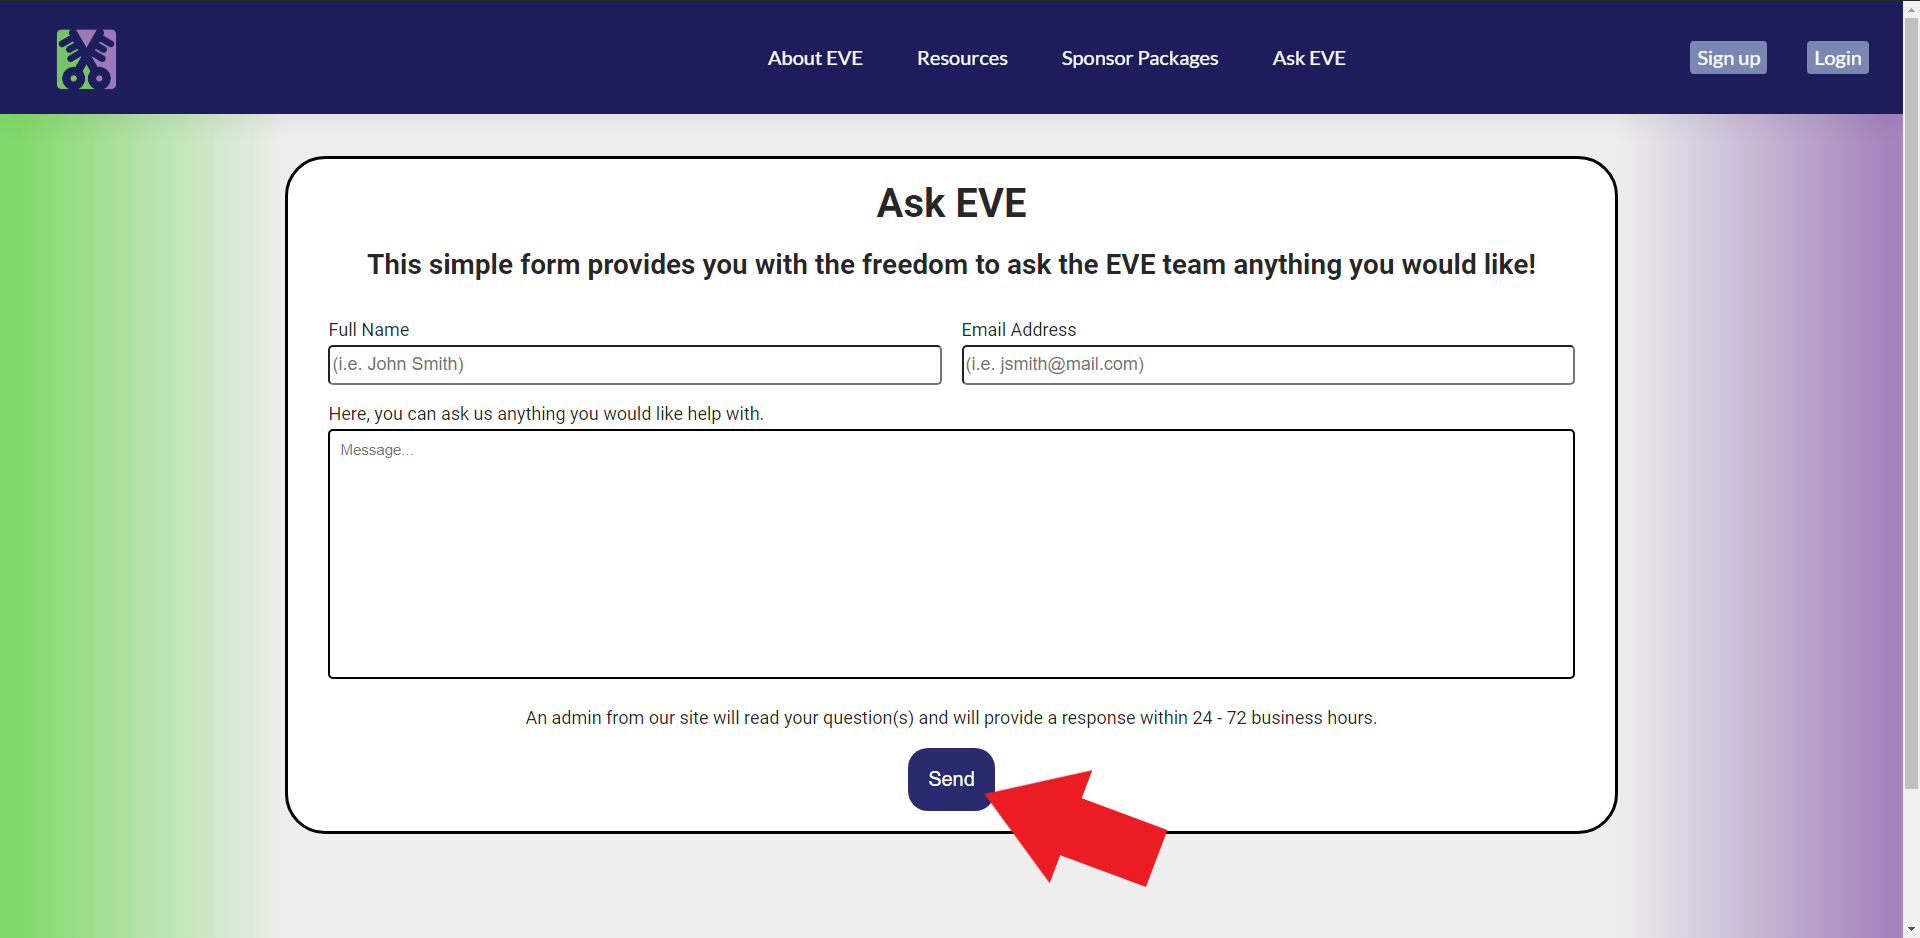 About EVE
Resources
Sponsor Packages
Ask EVE
Sign up
Login
Ask EVE
This simple form provides you with the freedom to ask the EVE team anything you would like!
Full Name
Email Address
(i.e. John Smith)
(i.e. jsmith@mail.com)
Here, you can ask us anything you would like help with.
Message...
An admin from our site will read your question(s) and will provide a response within 24 - 72 business hours.
Send